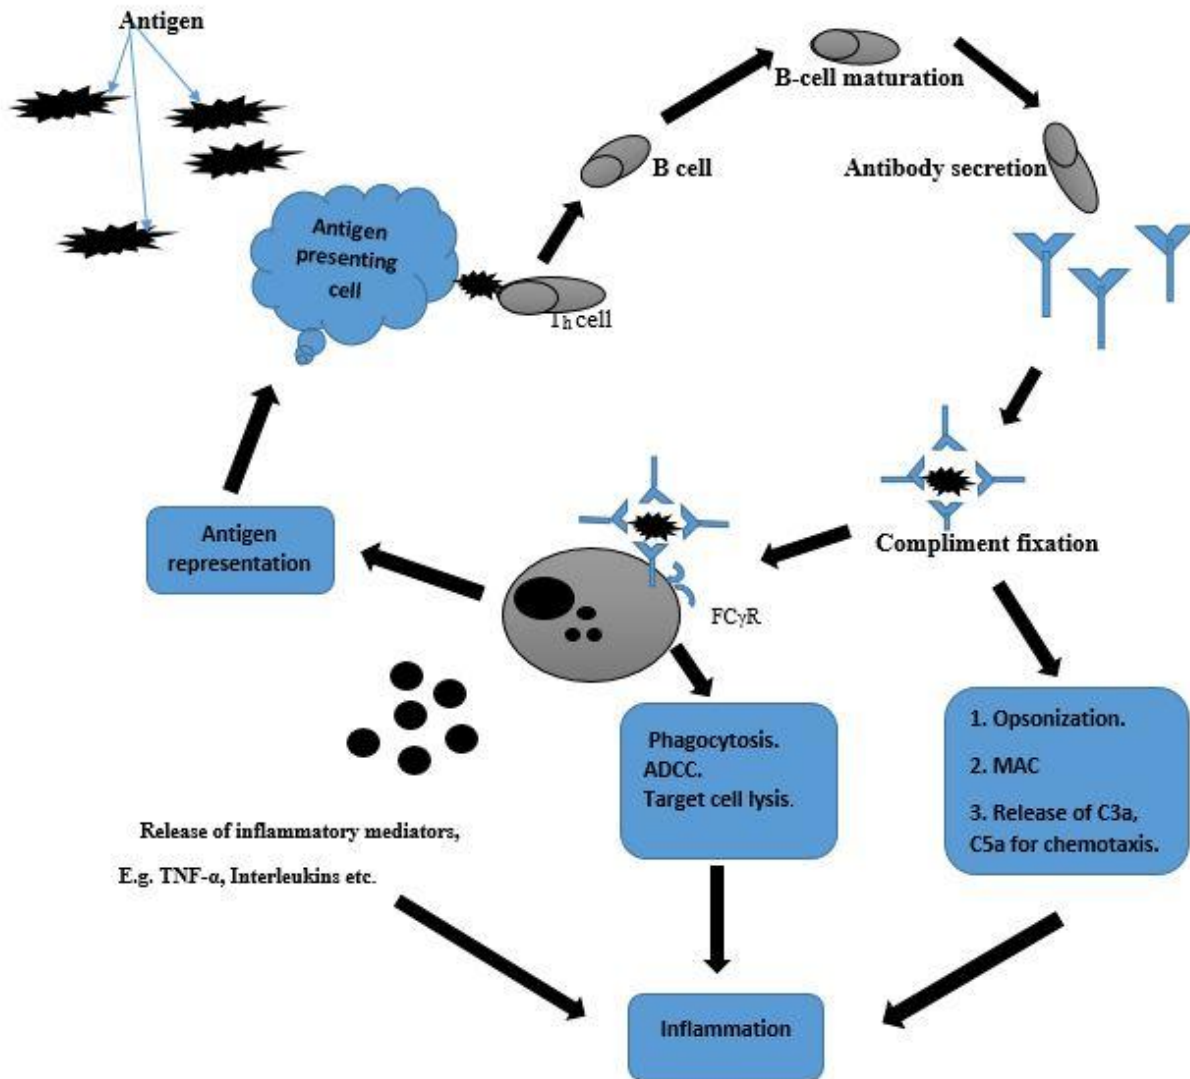 Antigen
B-cell maturation
B cell
Antibody secretion
Antigen
presenting
cell
Th cell
Antigen
representation
Compliment fixation
FCγR
Phagocytosis.
ADCC.
Target cell lysis.
1. Opsonization.
2. MAC
3. Release of C3a,
C5a for chemotaxis.
Release of inflammatory mediators,
E.g. TNF-α, Interleukins etc.
Inflammation